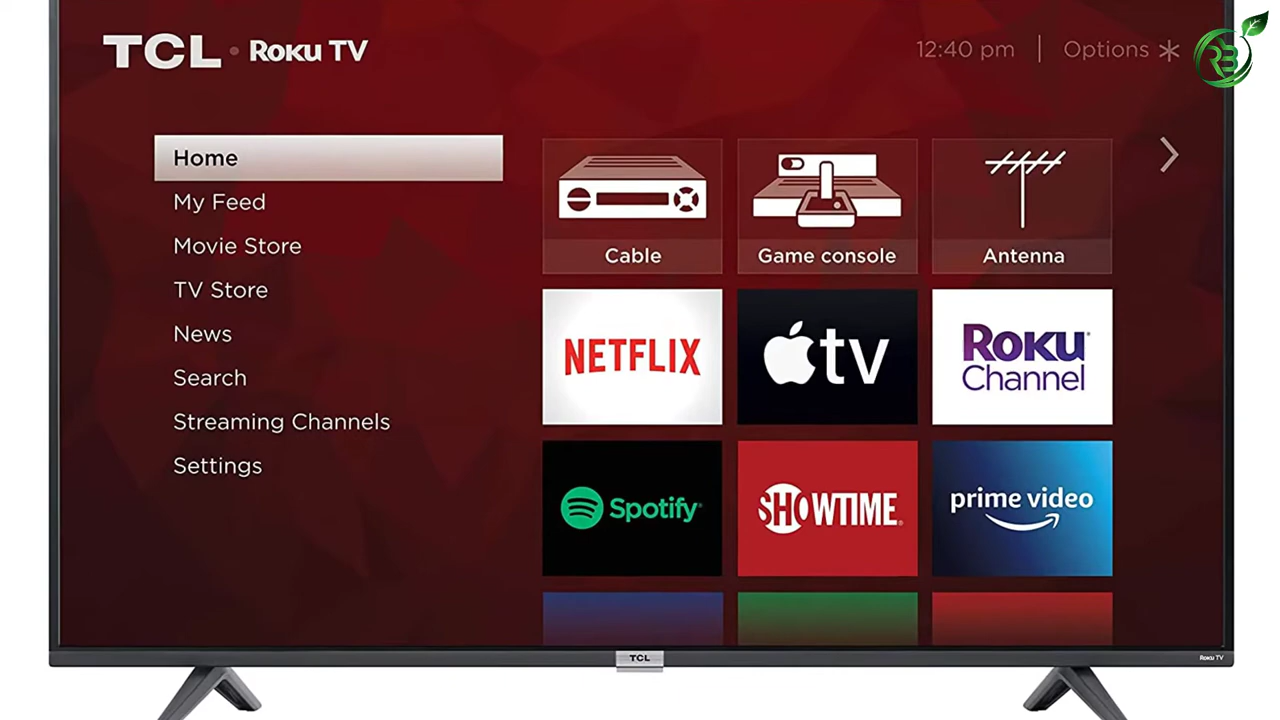 TCL • Roku TV
12:40 pm | Options *
RB
Home
My Feed
Movie Store
TV Store
News
Search
Streaming Channels
Settings
Cable
Game console
Antenna
NETFLIX
tv
Roku
Channel
Spotify
SHOWTIME
prime video
TCL
Roku TV